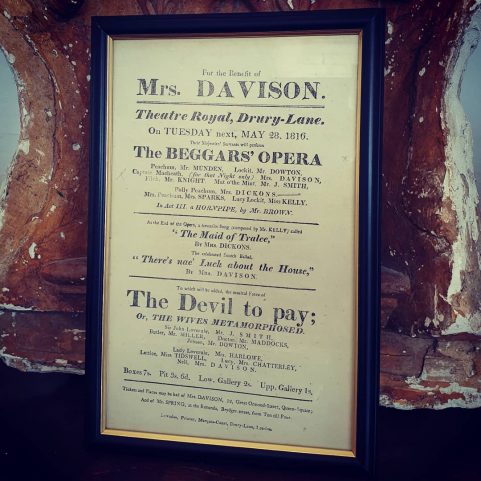 For the Benefit of
Mrs. DAVISON.
Theatre Royal, Drury-Lane.
On TUESDAY next, MAY 28, 1816.
Their Majesties' Servants will perform
The BEGGARS' OPERA
Peachum, Mr. MUNDEN, Lockit, Mr. DOWTON,
Captain Macheath, (for that Night only) Mrs. DAVISON,
Filch, Mr. KNIGHT. Mat o'the Mint, Mr. J. SMITH,
Polly Peachum, Mrs. DICKONS.
Mrs. Peachum, Mrs. SPARKS, Lucy Lockit, Miss KELLY.
In Act III. a HORNPIPE, by Mr. BROWN.
At the End of the Opera, a favourite Song (composed by Mr. KELLY) called
"The Maid of Tralee,"
By Mrs. DICKONS.
The celebrated Scotch Ballad,
"There's nae' Luck about the House,"
By Mrs. DAVISON.
To which will be added, the musical Farce of
The Devil to pay;
Or, THE WIVES METAMORPHOSED.
Sir John Loverule, Mr. J. SMITH,
Butler, Mr. MILLER, Doctor, Mr. MADDOCKS,
Jobson, Mr. DOWTON,
Lady Loverule, Mrs. HARLOWE,
Lettice, Miss TIDSWELL, Lucy, Mrs. CHATTERLEY,
Nell, Mrs. DAVISON.
Boxes 7s. Pit 3s. 6d. Low. Gallery 2s. Upp. Gallery 1s.
Tickets and Places may be had of Mrs. DAVISON, Great Ormond-Street, Queen-Square;
And of Mr. SPRING, at the Rotunda, Brydges-street, from Ten till Four.
Lowndes, Printer, Marquis-Court, Drury-Lane, London.